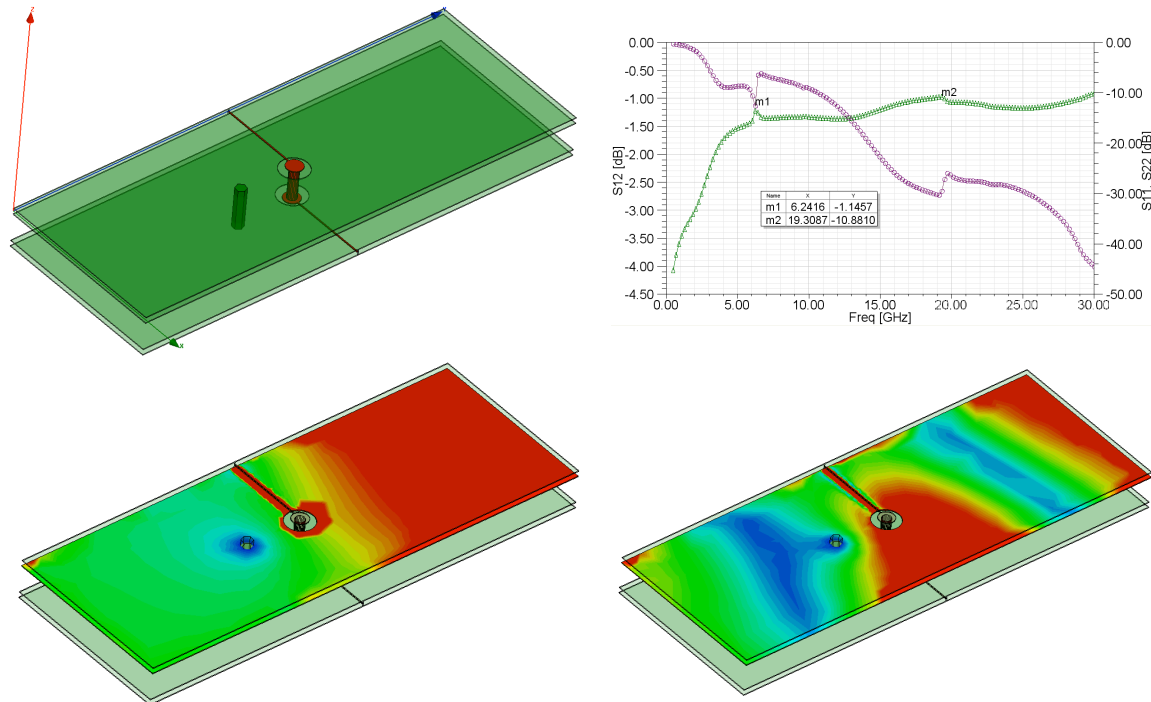 z
x
0.00
-0.50
-1.00
-1.50
-2.00
-2.50
-3.00
-3.50
-4.00
-4.50
S12 [dB]
0.00
-10.00
-20.00
-30.00
-40.00
-50.00
S11, S22 [dB]
m1
m2
Name X Y
m1 6.2416 -1.1457
m2 19.3087 -10.8810
0.00 5.00 10.00 15.00 20.00 25.00 30.00
Freq [GHz]